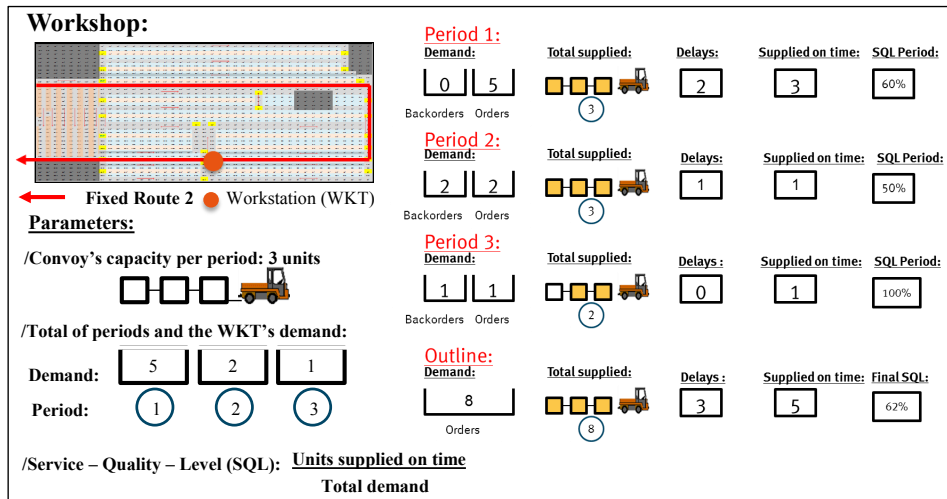 Workshop:
Fixed Route 2
Workstation (WKT)
Parameters:
/Convoy's capacity per period: 3 units
/Total of periods and the WKT's demand:
Demand: 5 2 1
Period: 1 2 3
/Service – Quality – Level (SQL): Units supplied on time
Total demand
Period 1:
Demand: Total supplied: Delays: Supplied on time: SQL Period:
0 5 3 2 3 60%
Backorders Orders
Period 2:
Demand: Total supplied: Delays: Supplied on time: SQL Period:
2 2 3 1 1 50%
Backorders Orders
Period 3:
Demand: Total supplied: Delays : Supplied on time: SQL Period:
1 1 2 0 1 100%
Backorders Orders
Outline:
Demand: Total supplied: Delays : Supplied on time: Final SQL:
8 8 3 5 62%
Orders